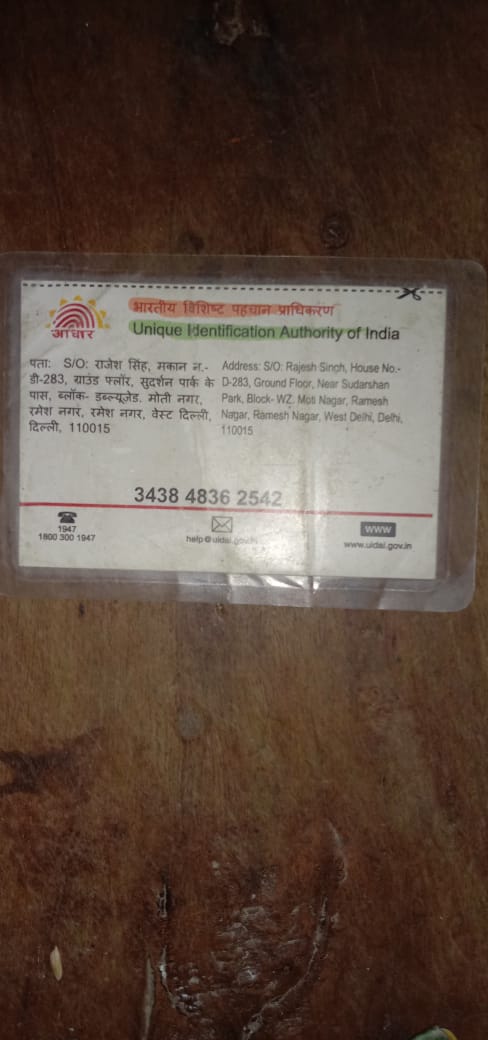 भारतीय विशिष्ट पहचान प्राधिकरण
Unique Identification Authority of India
आधार
पता: S/O: राजेश सिंह, मकान न.-
डी-283, ग्राउंड फ्लॉर, सुदर्शन पार्क के
पास, ब्लॉक- डब्ल्यूजेड. मोती नगर,
रमेश नगर, रमेश नगर, वेस्ट दिल्ली,
दिल्ली, 110015
Address: S/O: Rajesh Singh, House No.-
D-283, Ground Floor, Near Sudarshan
Park, Block- WZ. Moti Nagar, Ramesh
Nagar, Ramesh Nagar, West Delhi, Delhi,
110015
3438 4836 2542
1947
1800 300 1947
help@uidai.gov.in
www
www.uidai.gov.in